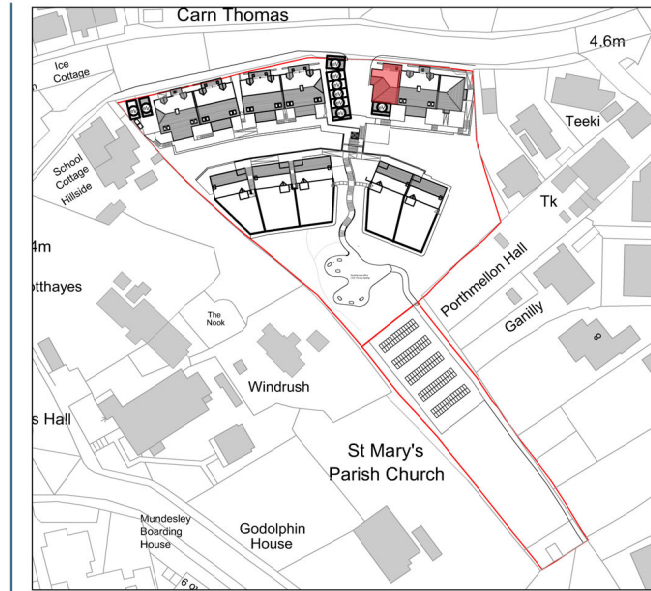 Carn Thomas
4.6m
Ice
Cottage
Teeki
School
Cottage
Hillside
Tk
4m
otthayes
Porthmellon Hall
Ganilly
The
Nook
Windrush
s Hall
St Mary's
Parish Church
Mundesley
Boarding
House
Godolphin
House